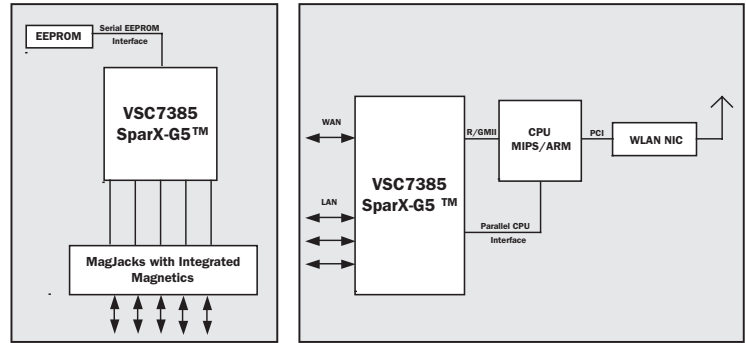 EEPROM
Serial EEPROM
Interface
VSC7385
SparX-G5™
MagJacks with Integrated
Magnetics
WAN
LAN
VSC7385
SparX-G5 ™
R/GMII
CPU
MIPS/ARM
PCI
WLAN NIC
Parallel CPU
Interface